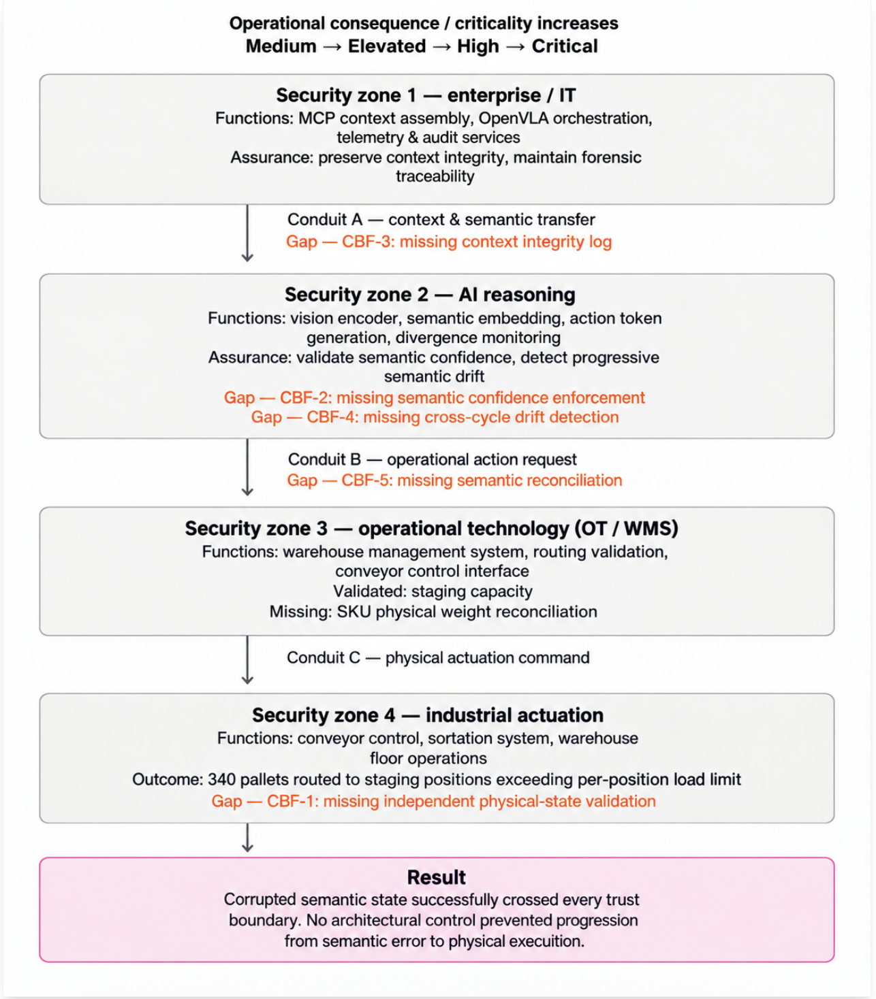 Operational consequence / criticality increases
Medium → Elevated → High → Critical
Security zone 1 — enterprise / IT
Functions: MCP context assembly, OpenVLA orchestration,
telemetry & audit services
Assurance: preserve context integrity, maintain forensic
traceability
Conduit A — context & semantic transfer
Gap — CBF-3: missing context integrity log
Security zone 2 — AI reasoning
Functions: vision encoder, semantic embedding, action token
generation, divergence monitoring
Assurance: validate semantic confidence, detect progressive
semantic drift
Gap — CBF-2: missing semantic confidence enforcement
Gap — CBF-4: missing cross-cycle drift detection
Conduit B — operational action request
Gap — CBF-5: missing semantic reconciliation
Security zone 3 — operational technology (OT / WMS)
Functions: warehouse management system, routing validation,
conveyor control interface
Validated: staging capacity
Missing: SKU physical weight reconciliation
Conduit C — physical actuation command
Security zone 4 — industrial actuation
Functions: conveyor control, sortation system, warehouse
floor operations
Outcome: 340 pallets routed to staging positions exceeding per-position load limit
Gap — CBF-1: missing independent physical-state validation
Result
Corrupted semantic state successfully crossed every trust
boundary. No architectural control prevented progression
from semantic error to physical execuition.